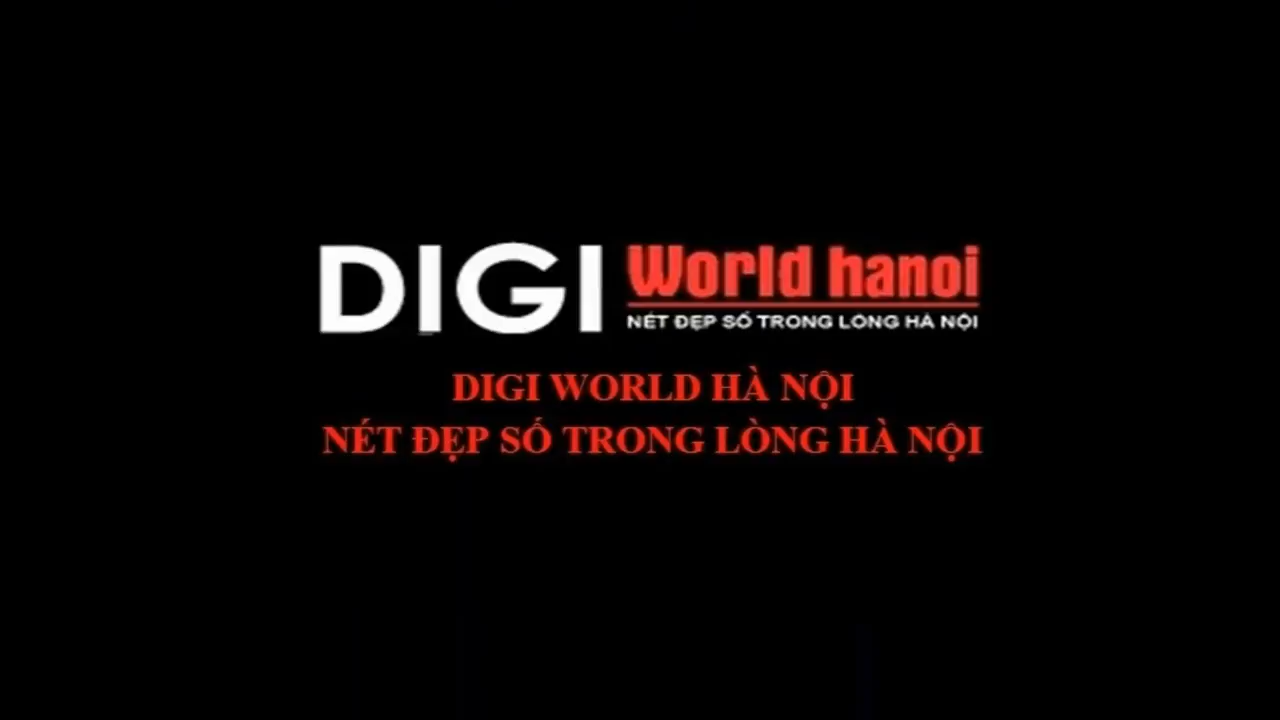 DIGI World hanoi
NÉT ĐẸP SỐ TRONG LÒNG HÀ NỘI
DIGI WORLD HÀ NỘI
NÉT ĐẸP SỐ TRONG LÒNG HÀ NỘI